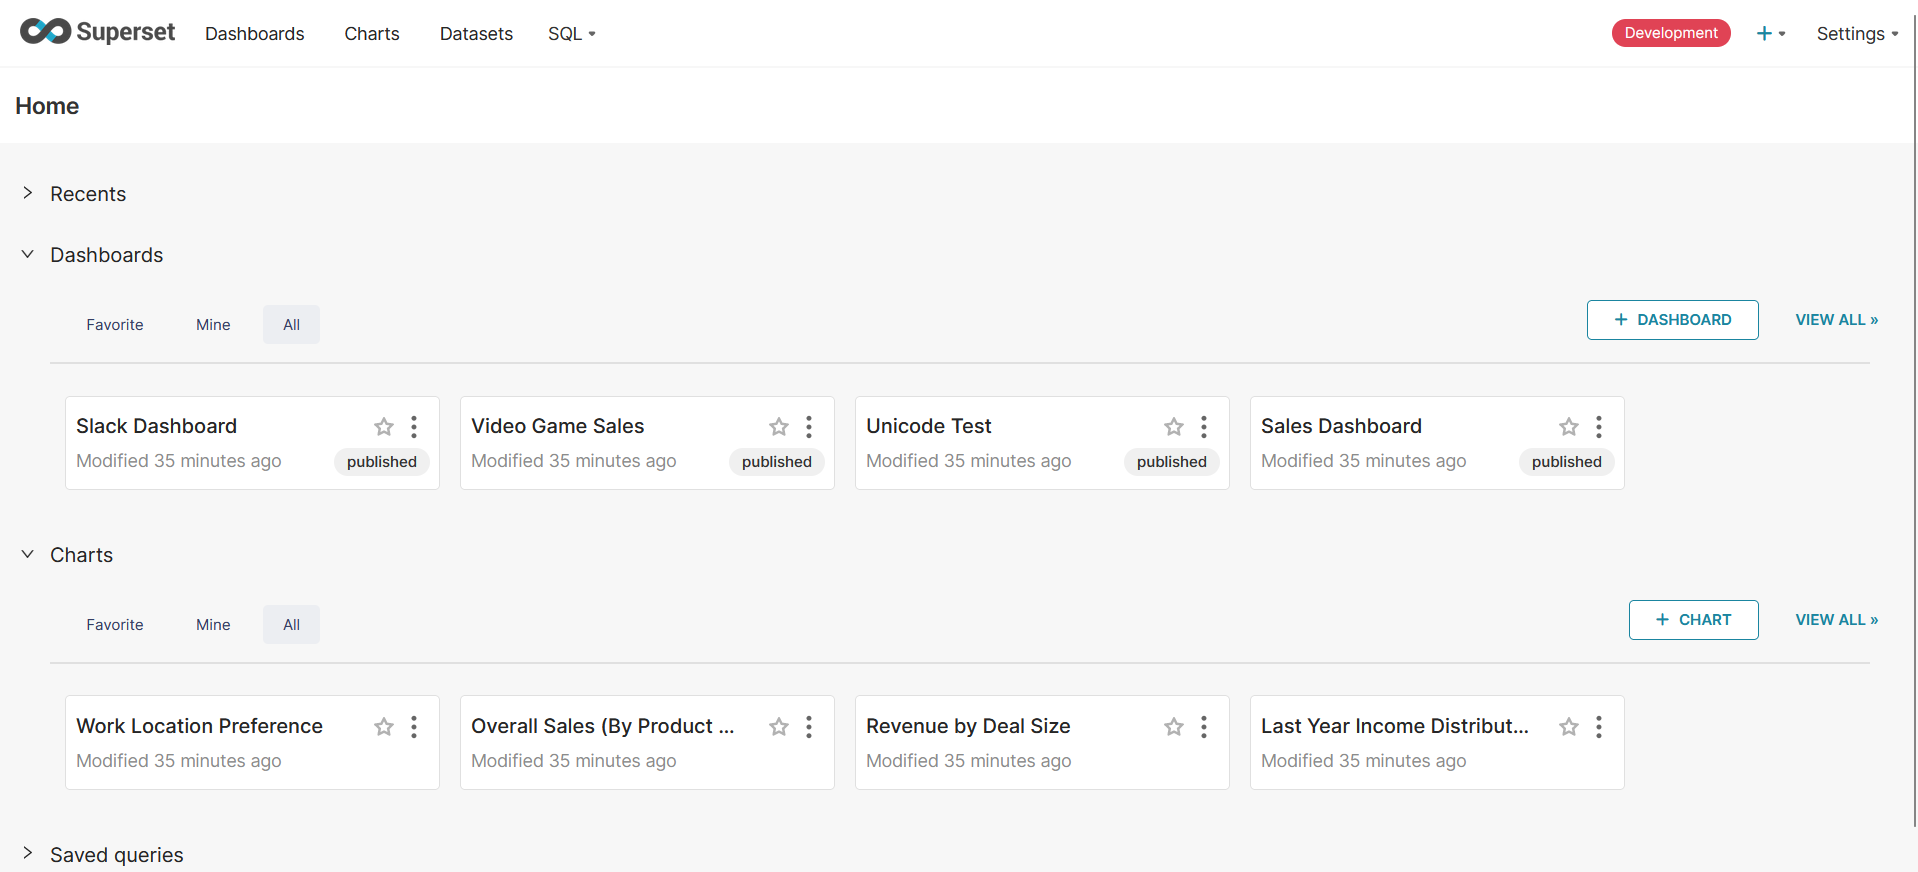 Superset Dashboards Charts Datasets SQL Development + Settings
Home
Recents
Dashboards
Favorite Mine All + DASHBOARD VIEW ALL »
Slack Dashboard
Modified 35 minutes ago published
Video Game Sales
Modified 35 minutes ago published
Unicode Test
Modified 35 minutes ago published
Sales Dashboard
Modified 35 minutes ago published
Charts
Favorite Mine All + CHART VIEW ALL »
Work Location Preference
Modified 35 minutes ago
Overall Sales (By Product ...
Modified 35 minutes ago
Revenue by Deal Size
Modified 35 minutes ago
Last Year Income Distribut...
Modified 35 minutes ago
Saved queries